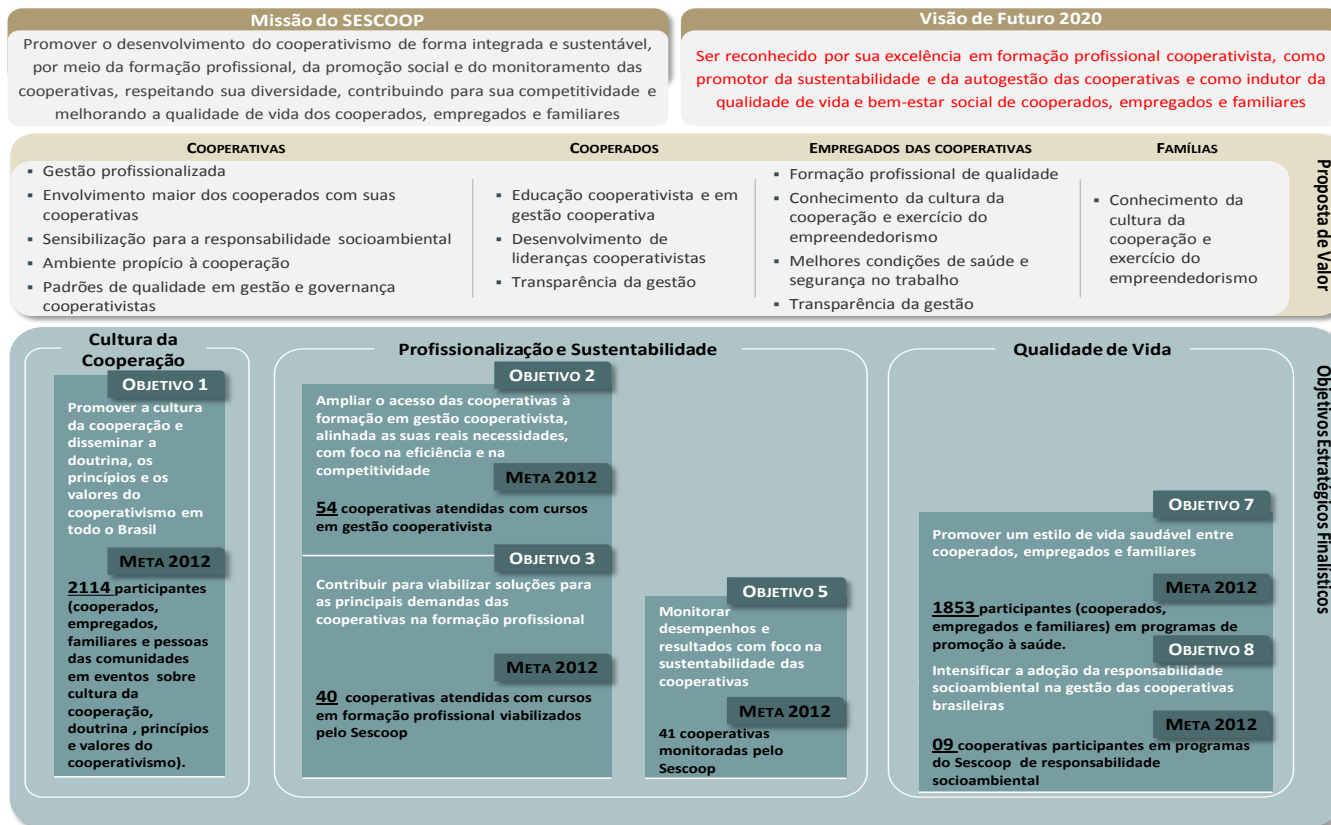 Missão do SESCOOP
Promover o desenvolvimento do cooperativismo de forma integrada e sustentável,
por meio da formação profissional, da promoção social e do monitoramento das
cooperativas, respeitando sua diversidade, contribuindo para sua competitividade e
melhorando a qualidade de vida dos cooperados, empregados e familiares
Visão de Futuro 2020
Ser reconhecido por sua excelência em formação profissional cooperativista, como
promotor da sustentabilidade e da autogestão das cooperativas e como indutor da
qualidade de vida e bem-estar social de cooperados, empregados e familiares
COOPERATIVAS
▪ Gestão profissionalizada
▪ Envolvimento maior dos cooperados com suas
cooperativas
▪ Sensibilização para a responsabilidade socioambiental
▪ Ambiente propício à cooperação
▪ Padrões de qualidade em gestão e governança
cooperativistas
COOPERADOS
▪ Educação cooperativista e em
gestão cooperativa
▪ Desenvolvimento de
lideranças cooperativistas
▪ Transparência da gestão
EMPREGADOS DAS COOPERATIVAS
▪ Formação profissional de qualidade
▪ Conhecimento da cultura da
cooperação e exercício do
empreendedorismo
▪ Melhores condições de saúde e
segurança no trabalho
▪ Transparência da gestão
FAMÍLIAS
▪ Conhecimento da
cultura da
cooperação e
exercício do
empreendedorismo
Proposta de Valor
Cultura da
Cooperação
OBJETIVO 1
Promover a cultura
da cooperação e
disseminar a
doutrina, os
princípios e os
valores do
cooperativismo em
todo o Brasil
META 2012
2114 participantes
(cooperados,
empregados,
familiares e pessoas
das comunidades
em eventos sobre
cultura da
cooperação,
doutrina , princípios
e valores do
cooperativismo).
Profissionalização e Sustentabilidade
OBJETIVO 2
Ampliar o acesso das cooperativas à
formação em gestão cooperativista,
alinhada as suas reais necessidades,
com foco na eficiência e na
competitividade
META 2012
54 cooperativas atendidas com cursos
em gestão cooperativista
OBJETIVO 3
Contribuir para viabilizar soluções para
as principais demandas das
cooperativas na formação profissional
META 2012
40 cooperativas atendidas com cursos
em formação profissional viabilizados
pelo Sescoop
OBJETIVO 5
Monitorar
desempenhos e
resultados com foco na
sustentabilidade das
cooperativas
META 2012
41 cooperativas
monitoradas pelo
Sescoop
Qualidade de Vida
OBJETIVO 7
Promover um estilo de vida saudável entre
cooperados, empregados e familiares
META 2012
1853 participantes (cooperados,
empregados e familiares) em programas de
promoção à saúde.
OBJETIVO 8
Intensificar a adoção da responsabilidade
socioambiental na gestão das cooperativas
brasileiras
META 2012
09 cooperativas participantes em programas
do Sescoop de responsabilidade
socioambiental
Objetivos Estratégicos Finalísticos